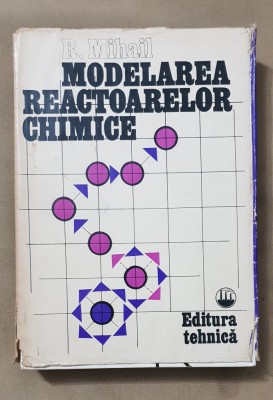 R. Mihail
MODELAREA
REACTOARELOR
CHIMICE
Editura
tehnică